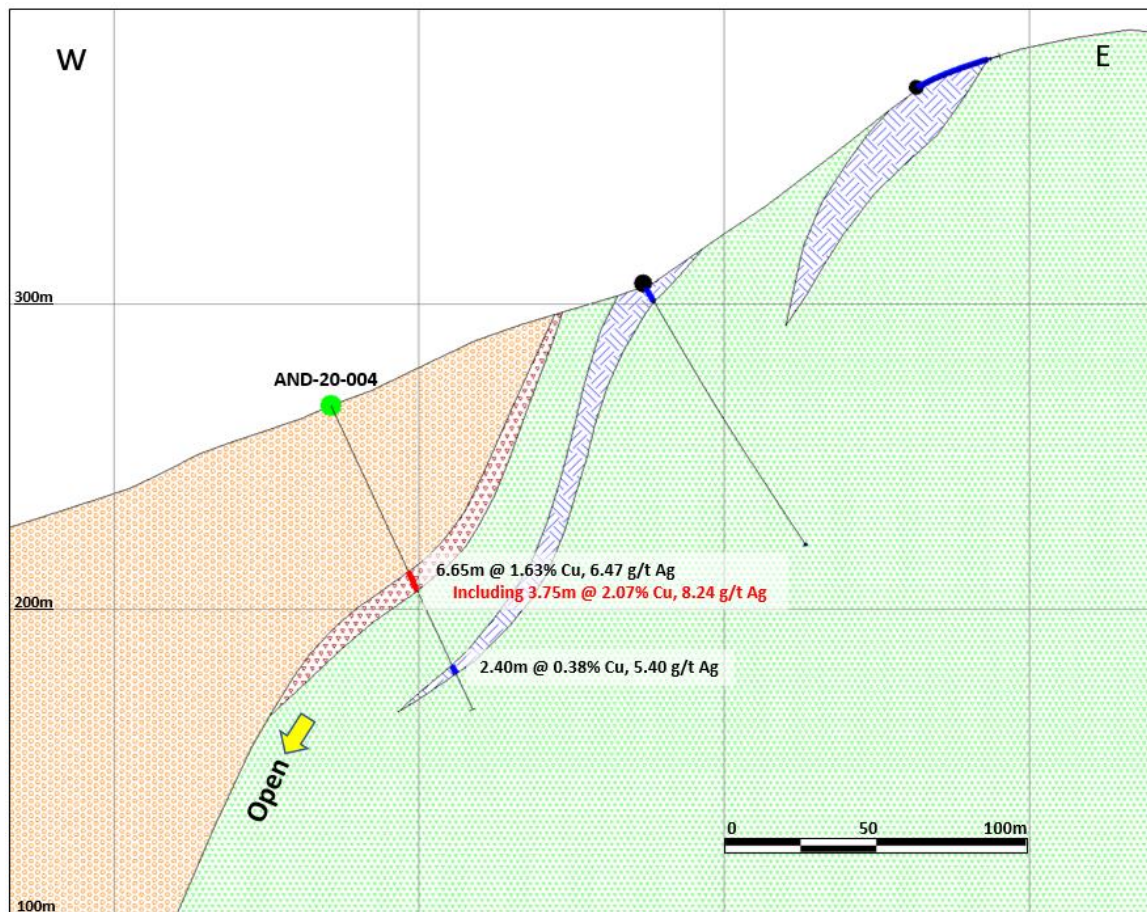 W
E
300m
AND-20-004
6.65m @ 1.63% Cu, 6.47 g/t Ag
Including 3.75m @ 2.07% Cu, 8.24 g/t Ag
200m
2.40m @ 0.38% Cu, 5.40 g/t Ag
Open
0 50 100m
100m